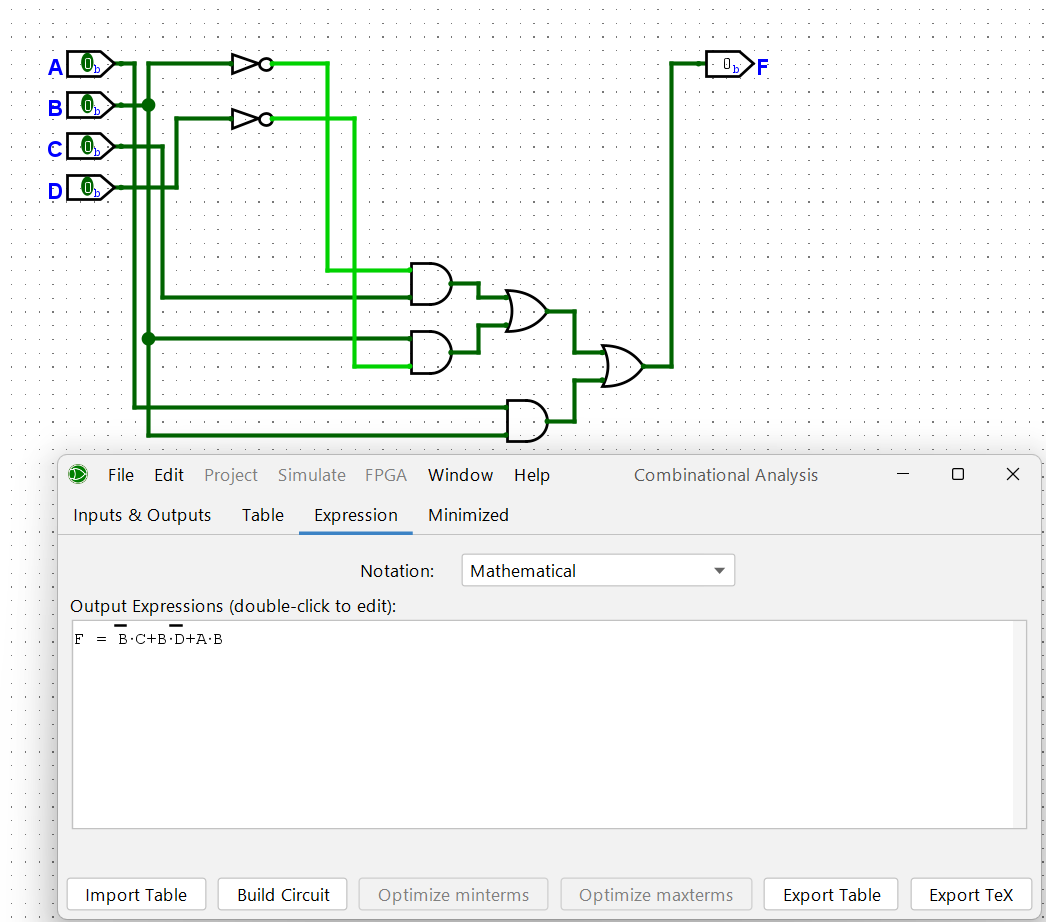 A 0b
B 0b
C 0b
D 0b
0b F
File Edit Project Simulate FPGA Window Help Combinational Analysis
Inputs & Outputs Table Expression Minimized
Notation: Mathematical
Output Expressions (double-click to edit):
F = B̅·C+B·D̅+A·B
Import Table Build Circuit Optimize minterms Optimize maxterms Export Table Export TeX